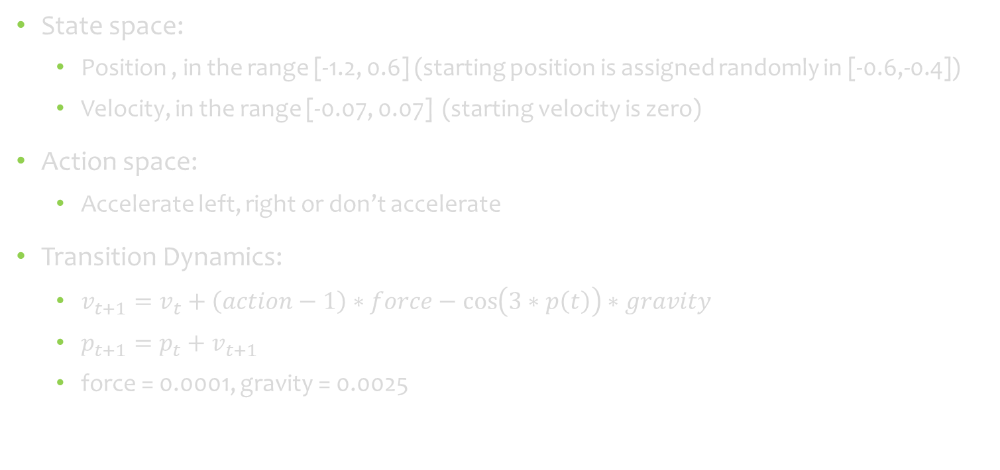 • State space:
• Position , in the range [-1.2, 0.6] (starting position is assigned randomly in [-0.6,-0.4])
• Velocity, in the range [-0.07, 0.07] (starting velocity is zero)
• Action space:
• Accelerate left, right or don’t accelerate
• Transition Dynamics:
• v_{t+1} = v_t + (action − 1) ∗ force − cos(3 ∗ p(t)) ∗ gravity
• p_{t+1} = p_t + v_{t+1}
• force = 0.0001, gravity = 0.0025